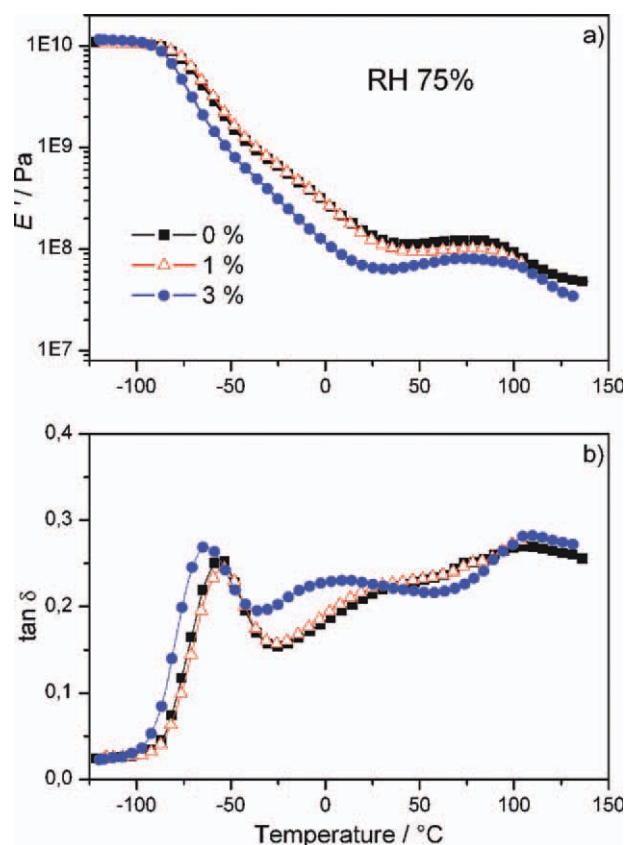 a)
RH 75%
1E10
1E9
1E8
1E7
E ' / Pa
0 %
1 %
3 %
-100 -50 0 50 100 150
b)
0,4
0,3
0,2
0,1
0,0
tan δ
-100 -50 0 50 100 150
Temperature / °C